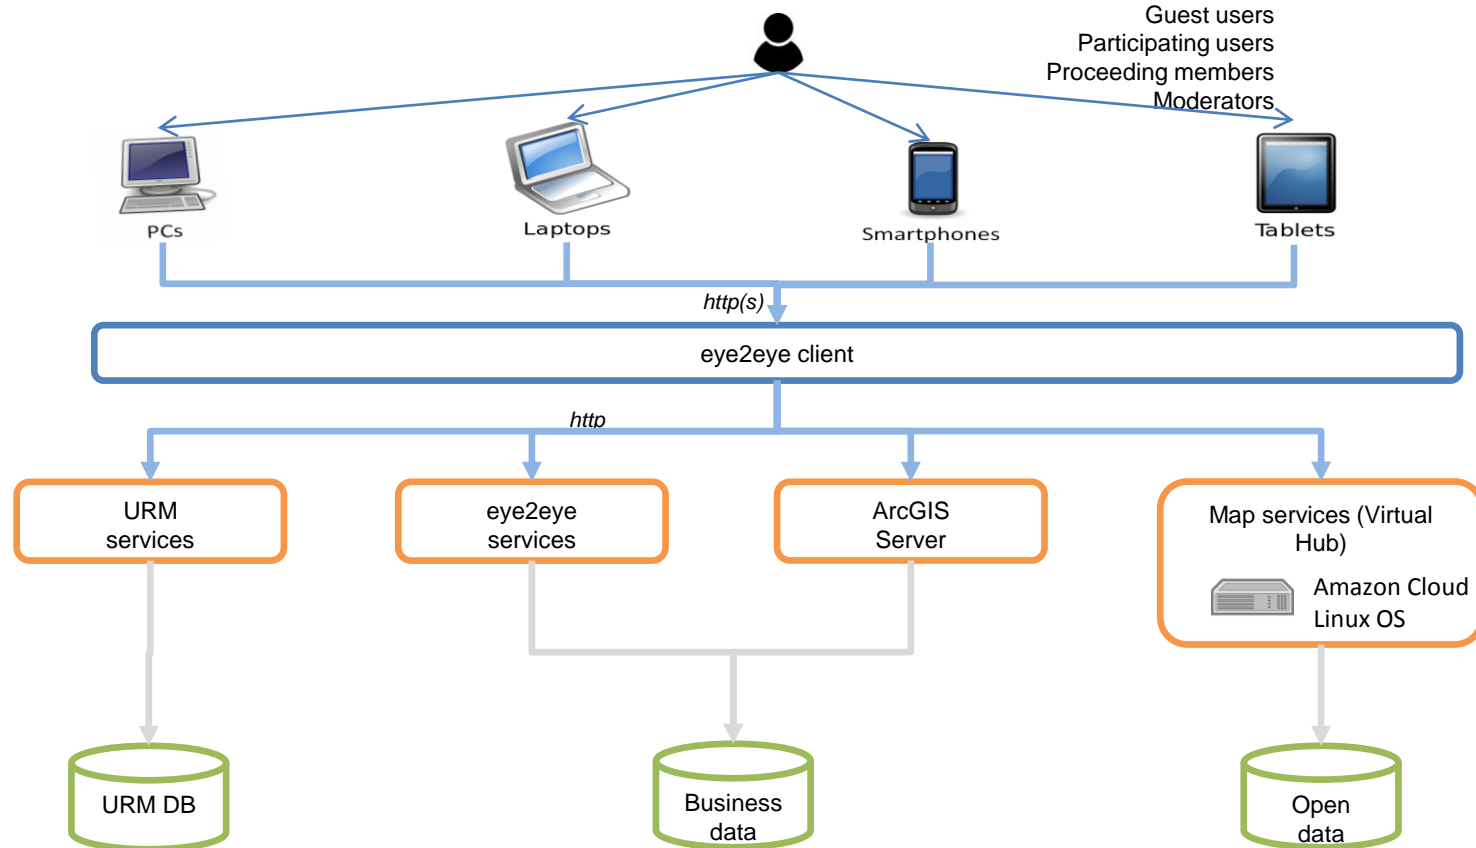 Guest users
Participating users
Proceeding members
Moderators
PCs
Laptops
Smartphones
Tablets
http(s)
eye2eye client
http
URM
services
eye2eye
services
ArcGIS
Server
Map services (Virtual
Hub)
Amazon Cloud
Linux OS
URM DB
Business
data
Open
data